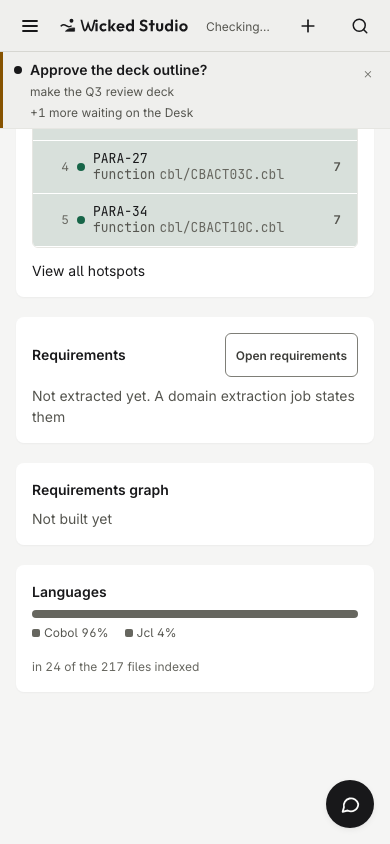 Wicked Studio
Checking...
Approve the deck outline?
make the Q3 review deck
+1 more waiting on the Desk
4 PARA-27 7
function cbl/CBACT03C.cbl
5 PARA-34 7
function cbl/CBACT10C.cbl
View all hotspots
Requirements
Open requirements
Not extracted yet. A domain extraction job states
them
Requirements graph
Not built yet
Languages
Cobol 96% Jcl 4%
in 24 of the 217 files indexed